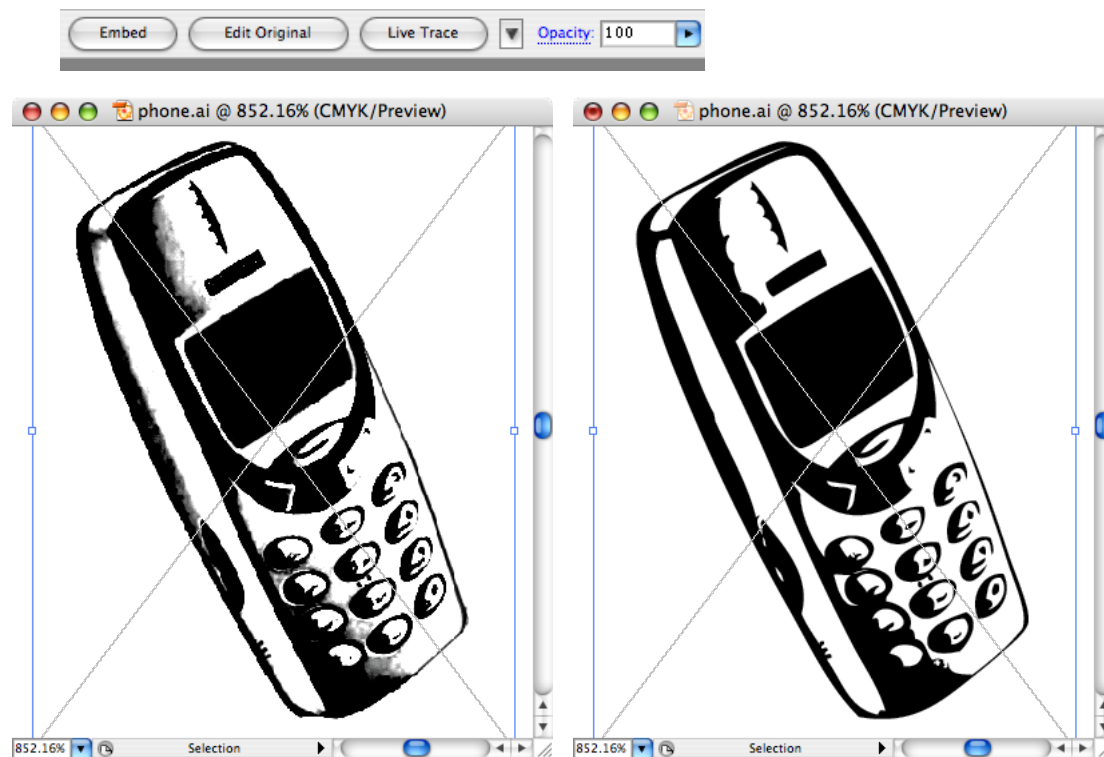 Embed Edit Original Live Trace Opacity: 100
phone.ai @ 852.16% (CMYK/Preview)
phone.ai @ 852.16% (CMYK/Preview)
852.16% Selection
852.16% Selection